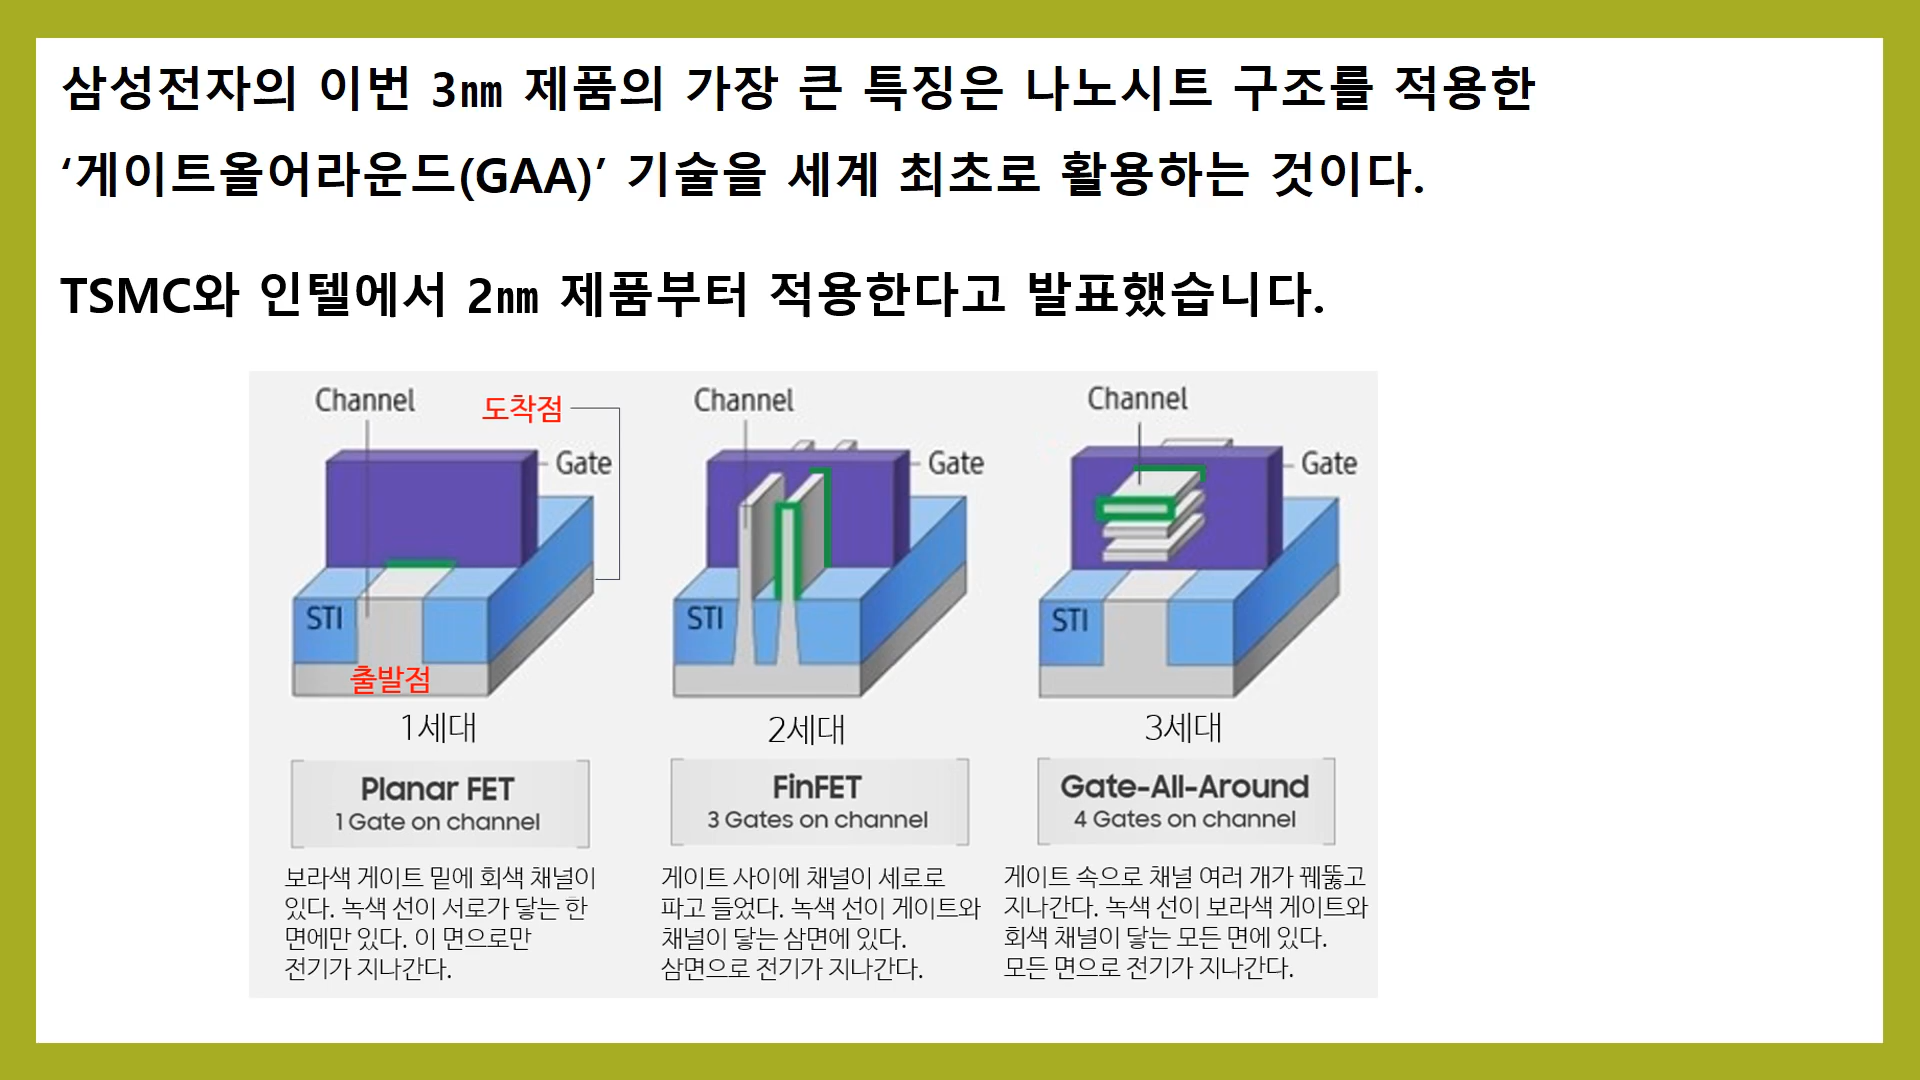 삼성전자의 이번 3㎚ 제품의 가장 큰 특징은 나노시트 구조를 적용한
‘게이트올어라운드(GAA)’ 기술을 세계 최초로 활용하는 것이다.
TSMC와 인텔에서 2㎚ 제품부터 적용한다고 발표했습니다.
Channel
도착점
Gate
STI
출발점
1세대
Planar FET
1 Gate on channel
보라색 게이트 밑에 회색 채널이
있다. 녹색 선이 서로가 닿는 한
면에만 있다. 이 면으로만
전기가 지나간다.
Channel
Gate
STI
2세대
FinFET
3 Gates on channel
게이트 사이에 채널이 세로로
파고 들었다. 녹색 선이 게이트와
채널이 닿는 삼면에 있다.
삼면으로 전기가 지나간다.
Channel
Gate
STI
3세대
Gate-All-Around
4 Gates on channel
게이트 속으로 채널 여러 개가 꿰뚫고
지나간다. 녹색 선이 보라색 게이트와
회색 채널이 닿는 모든 면에 있다.
모든 면으로 전기가 지나간다.